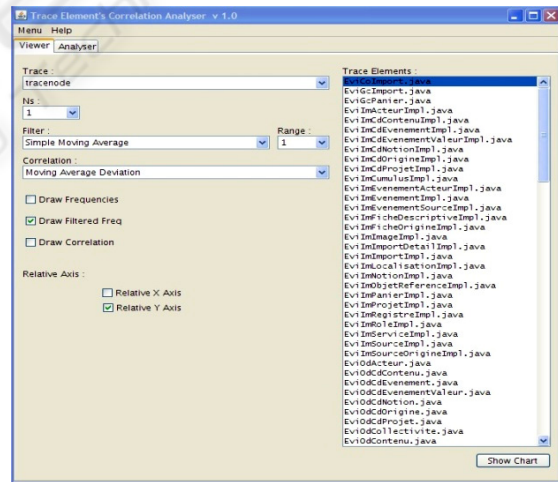 Trace Element's Correlation Analyser v 1.0
Menu Help
Viewer Analyser
Trace :
tracenode
Ns :
1
Filter :
Range :
Simple Moving Average
1
Correlation :
Moving Average Deviation
Draw Frequencies
Draw Filtered Freq
Draw Correlation
Relative Axis :
Relative X Axis
Relative Y Axis
Trace Elements :
EviCoImport.java
EviGcImport.java
EviGcPanier.java
EviImActeurImpl.java
EviImCdContenuImpl.java
EviImCdEvenementImpl.java
EviImCdEvenementValeurImpl.java
EviImCdNotionImpl.java
EviImCdOrigineImpl.java
EviImCdProjetImpl.java
EviImCumulusImpl.java
EviImEvenementActeurImpl.java
EviImEvenementImpl.java
EviImEvenementSourceImpl.java
EviImFicheDescriptiveImpl.java
EviImFicheOrigineImpl.java
EviImImageImpl.java
EviImImportDetailImpl.java
EviImImportImpl.java
EviImLocalisationImpl.java
EviImNotionImpl.java
EviImObjetReferenceImpl.java
EviImPanierImpl.java
EviImProjetImpl.java
EviImRegistreImpl.java
EviImRoleImpl.java
EviImServiceImpl.java
EviImSourceImpl.java
EviImSourceOrigineImpl.java
EviOdActeur.java
EviOdCdContenu.java
EviOdCdEvenement.java
EviOdCdEvenementValeur.java
EviOdCdNotion.java
EviOdCdOrigine.java
EviOdCdProjet.java
EviOdCollectivite.java
EviOdContenu.java
Show Chart